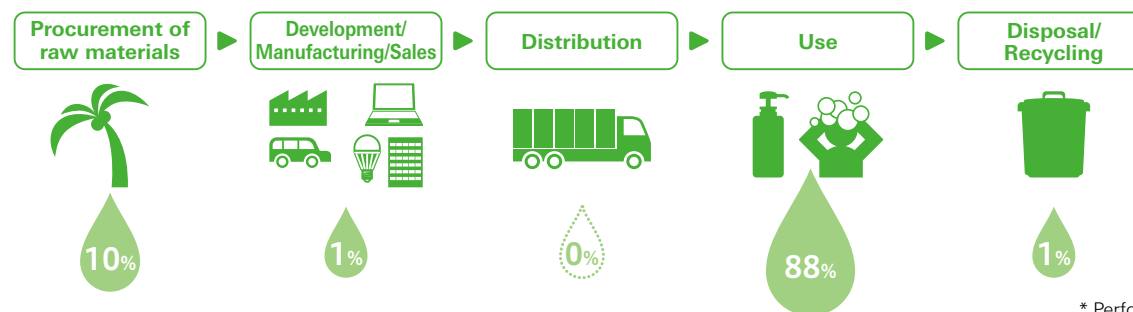 Procurement of
raw materials
Development/
Manufacturing/Sales
Distribution
Use
Disposal/
Recycling
10%
1%
0%
88%
1%